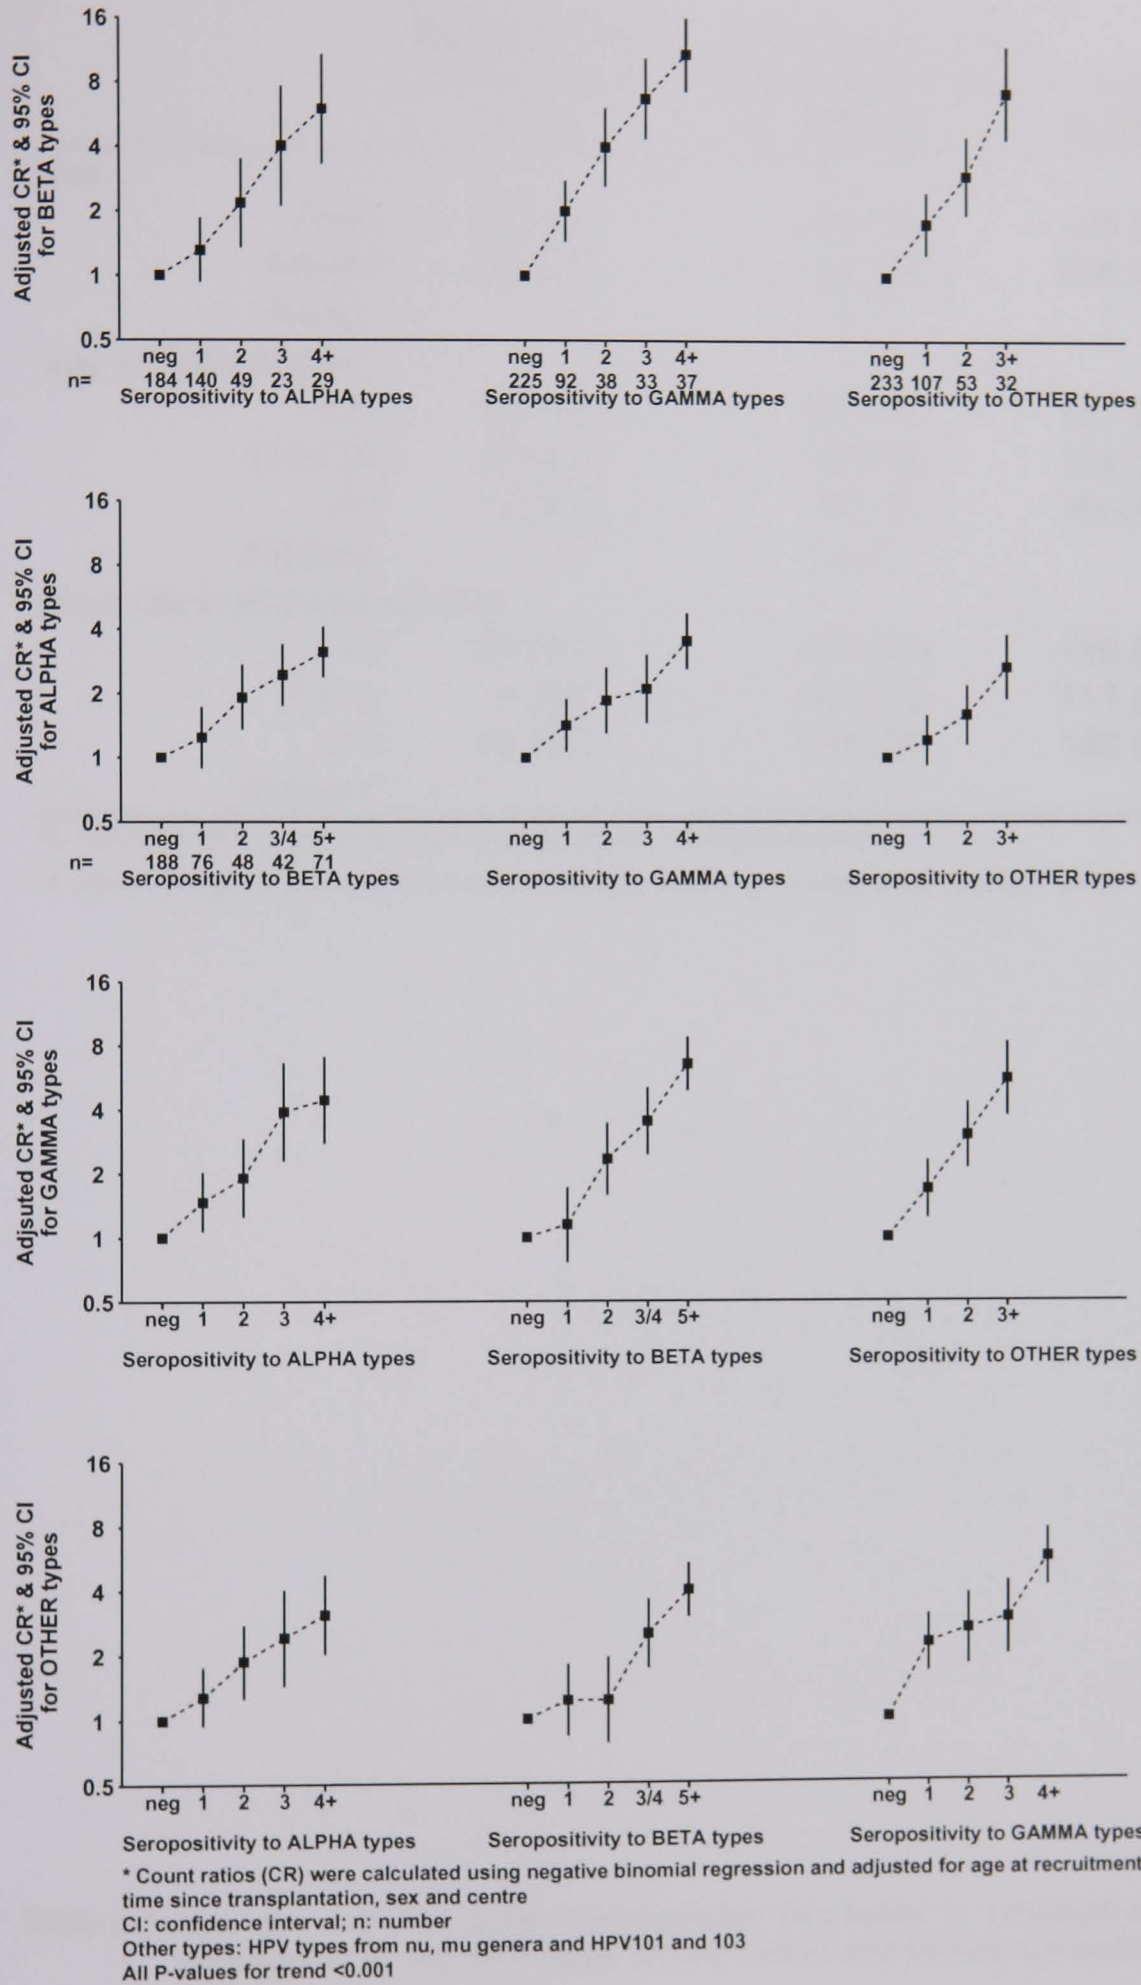 Adjusted CR* & 95% CI
for BETA types
16
8
4
2
1
0.5
neg 1 2 3 4+
neg 1 2 3 4+
neg 1 2 3+
n= 184 140 49 23 29
225 92 38 33 37
233 107 53 32
Seropositivity to ALPHA types
Seropositivity to GAMMA types
Seropositivity to OTHER types
Adjusted CR* & 95% CI
for ALPHA types
16
8
4
2
1
0.5
neg 1 2 3/4 5+
neg 1 2 3 4+
neg 1 2 3+
n= 188 76 48 42 71
Seropositivity to BETA types
Seropositivity to GAMMA types
Seropositivity to OTHER types
Adjsuted CR* & 95% CI
for GAMMA types
16
8
4
2
1
0.5
neg 1 2 3 4+
neg 1 2 3/4 5+
neg 1 2 3+
Seropositivity to ALPHA types
Seropositivity to BETA types
Seropositivity to OTHER types
Adjusted CR* & 95% CI
for OTHER types
16
8
4
2
1
0.5
neg 1 2 3 4+
neg 1 2 3/4 5+
neg 1 2 3 4+
Seropositivity to ALPHA types
Seropositivity to BETA types
Seropositivity to GAMMA types
* Count ratios (CR) were calculated using negative binomial regression and adjusted for age at recruitment
time since transplantation, sex and centre
CI: confidence interval; n: number
Other types: HPV types from nu, mu genera and HPV101 and 103
All P-values for trend <0.001